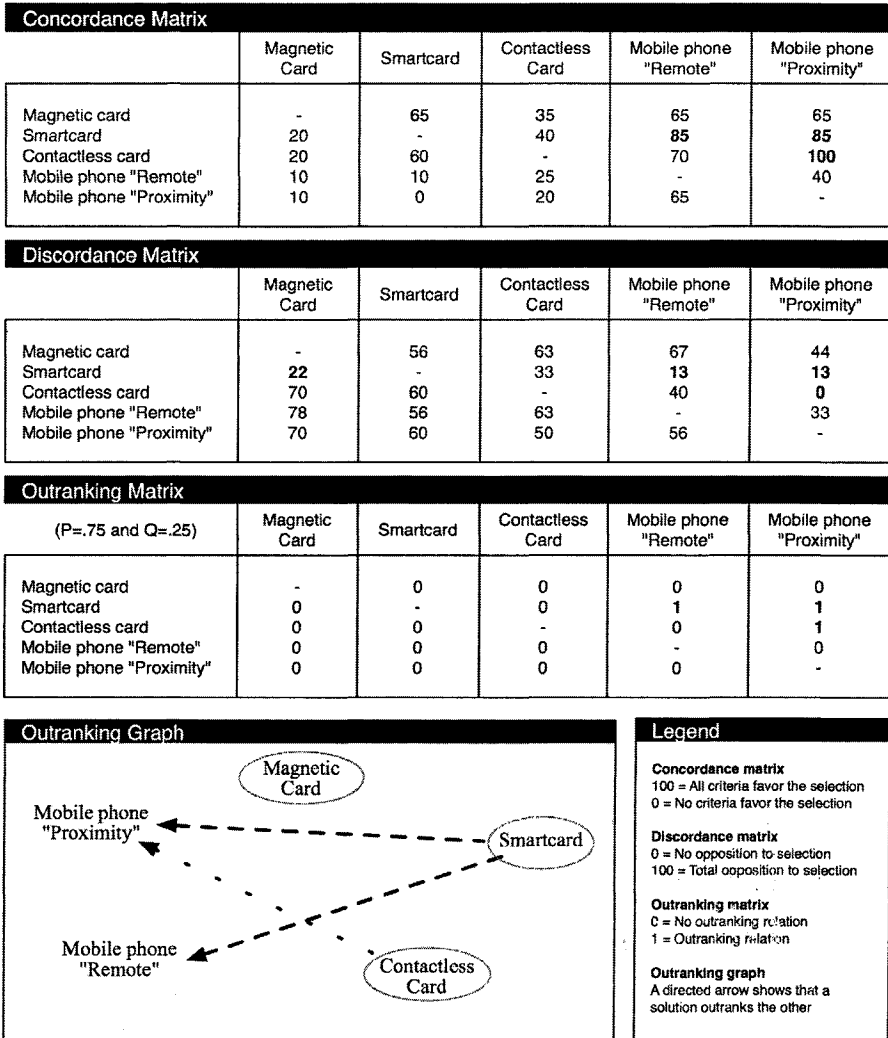 Concordance Matrix
Magnetic Card Smartcard Contactless Card Mobile phone "Remote" Mobile phone "Proximity"
Magnetic card - 65 35 65 65
Smartcard 20 - 40 85 85
Contactless card 20 60 - 70 100
Mobile phone "Remote" 10 10 25 - 40
Mobile phone "Proximity" 10 0 20 65 -
Discordance Matrix
Magnetic Card Smartcard Contactless Card Mobile phone "Remote" Mobile phone "Proximity"
Magnetic card - 56 63 67 44
Smartcard 22 - 33 13 13
Contactless card 70 60 - 40 0
Mobile phone "Remote" 78 56 63 - 33
Mobile phone "Proximity" 70 60 50 56 -
Outranking Matrix
(P=.75 and Q=.25) Magnetic Card Smartcard Contactless Card Mobile phone "Remote" Mobile phone "Proximity"
Magnetic card - 0 0 0 0
Smartcard 0 - 0 1 1
Contactless card 0 0 - 0 1
Mobile phone "Remote" 0 0 0 - 0
Mobile phone "Proximity" 0 0 0 0 -
Outranking Graph
Magnetic
Card
Mobile phone
"Proximity"
Smartcard
Mobile phone
"Remote"
Contactless
Card
Legend
Concordance matrix
100 = All criteria favor the selection
0 = No criteria favor the selection
Discordance matrix
0 = No opposition to selection
100 = Total opposition to selection
Outranking matrix
0 = No outranking relation
1 = Outranking relation
Outranking graph
A directed arrow shows that a
solution outranks the other